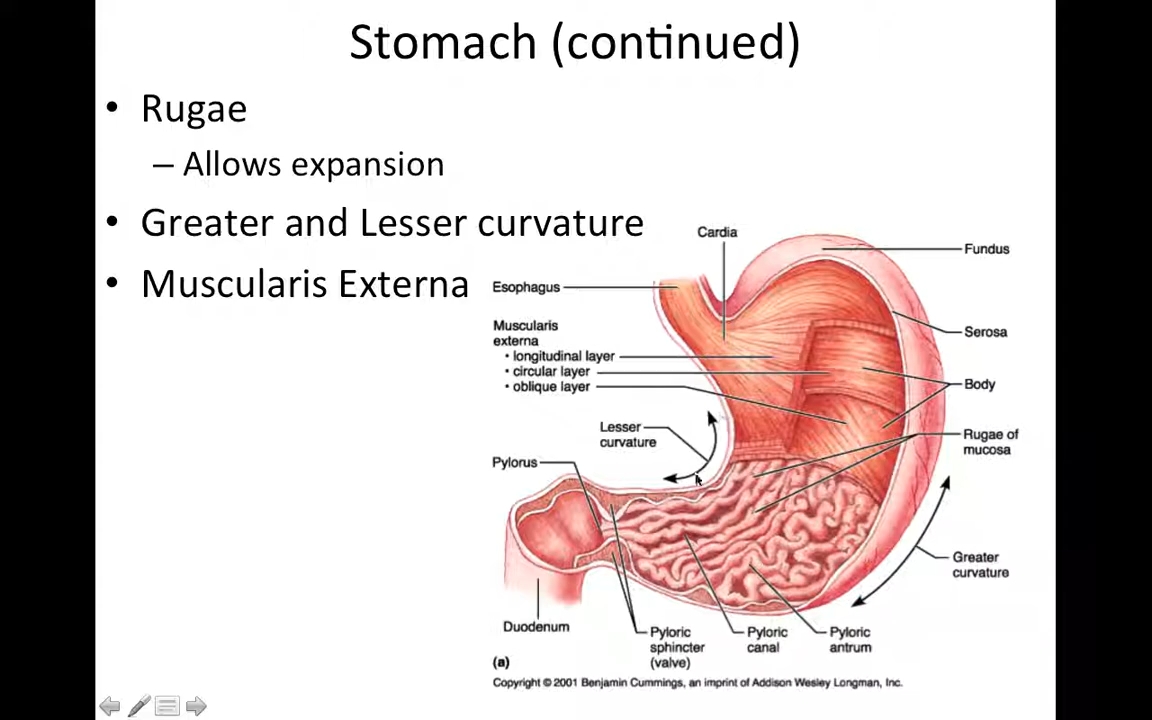 Stomach (continued)
• Rugae
– Allows expansion
• Greater and Lesser curvature
• Muscularis Externa
Cardia
Fundus
Esophagus
Muscularis
externa
• longitudinal layer
• circular layer
• oblique layer
Serosa
Body
Lesser
curvature
Rugae of
mucosa
Pylorus
Greater
curvature
Duodenum
Pyloric
sphincter
(valve)
Pyloric
canal
Pyloric
antrum
(a)
Copyright © 2001 Benjamin Cummings, an imprint of Addison Wesley Longman, Inc.